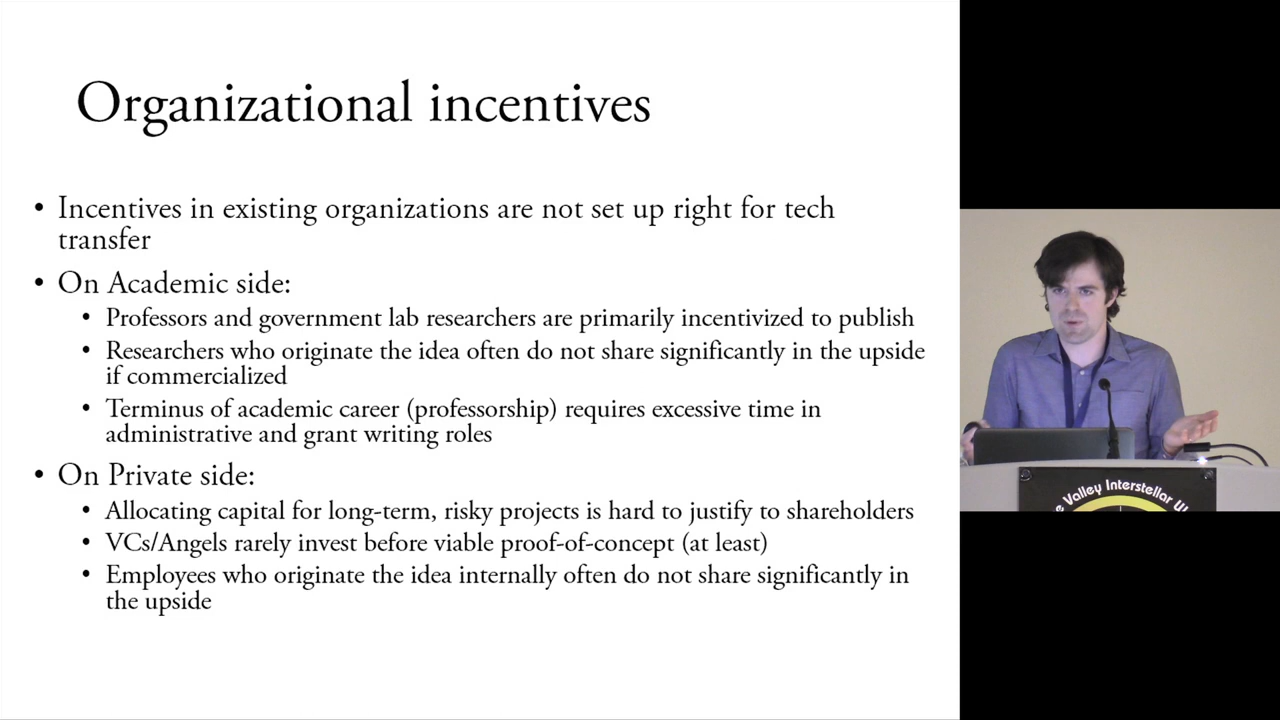 Organizational incentives
• Incentives in existing organizations are not set up right for tech
transfer
• On Academic side:
• Professors and government lab researchers are primarily incentivized to publish
• Researchers who originate the idea often do not share significantly in the upside
if commercialized
• Terminus of academic career (professorship) requires excessive time in
administrative and grant writing roles
• On Private side:
• Allocating capital for long-term, risky projects is hard to justify to shareholders
• VCs/Angels rarely invest before viable proof-of-concept (at least)
• Employees who originate the idea internally often do not share significantly in
the upside
Valley Interstellar